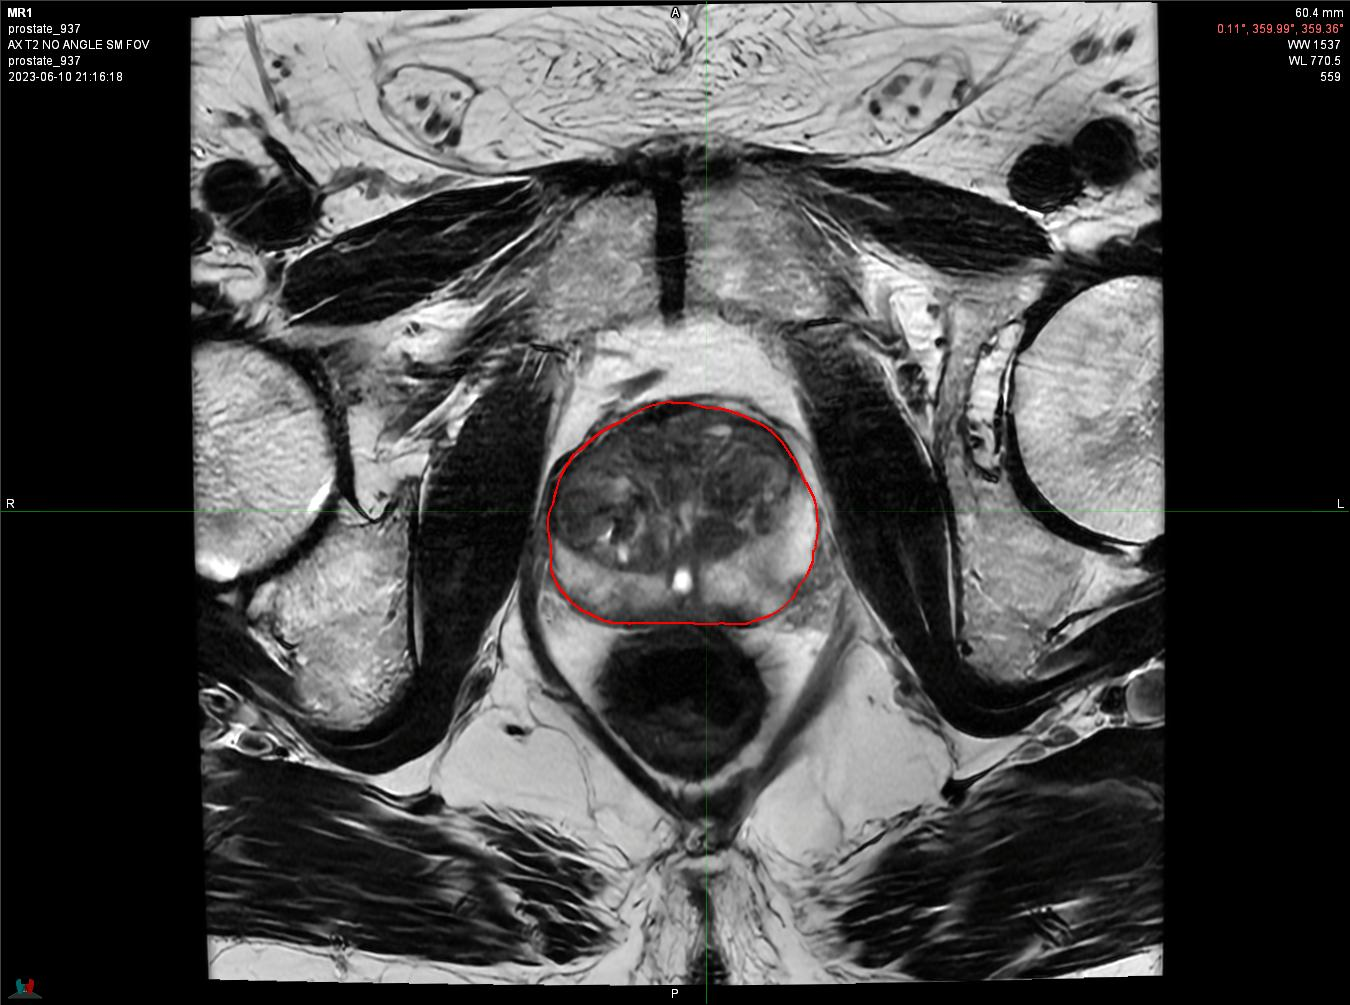 MR1
prostate_937
AX T2 NO ANGLE SM FOV
prostate_937
2023-06-10 21:16:18
A
60.4 mm
0.11°, 359.99°, 359.36°
WW 1537
WL 770.5
559
R
L
P